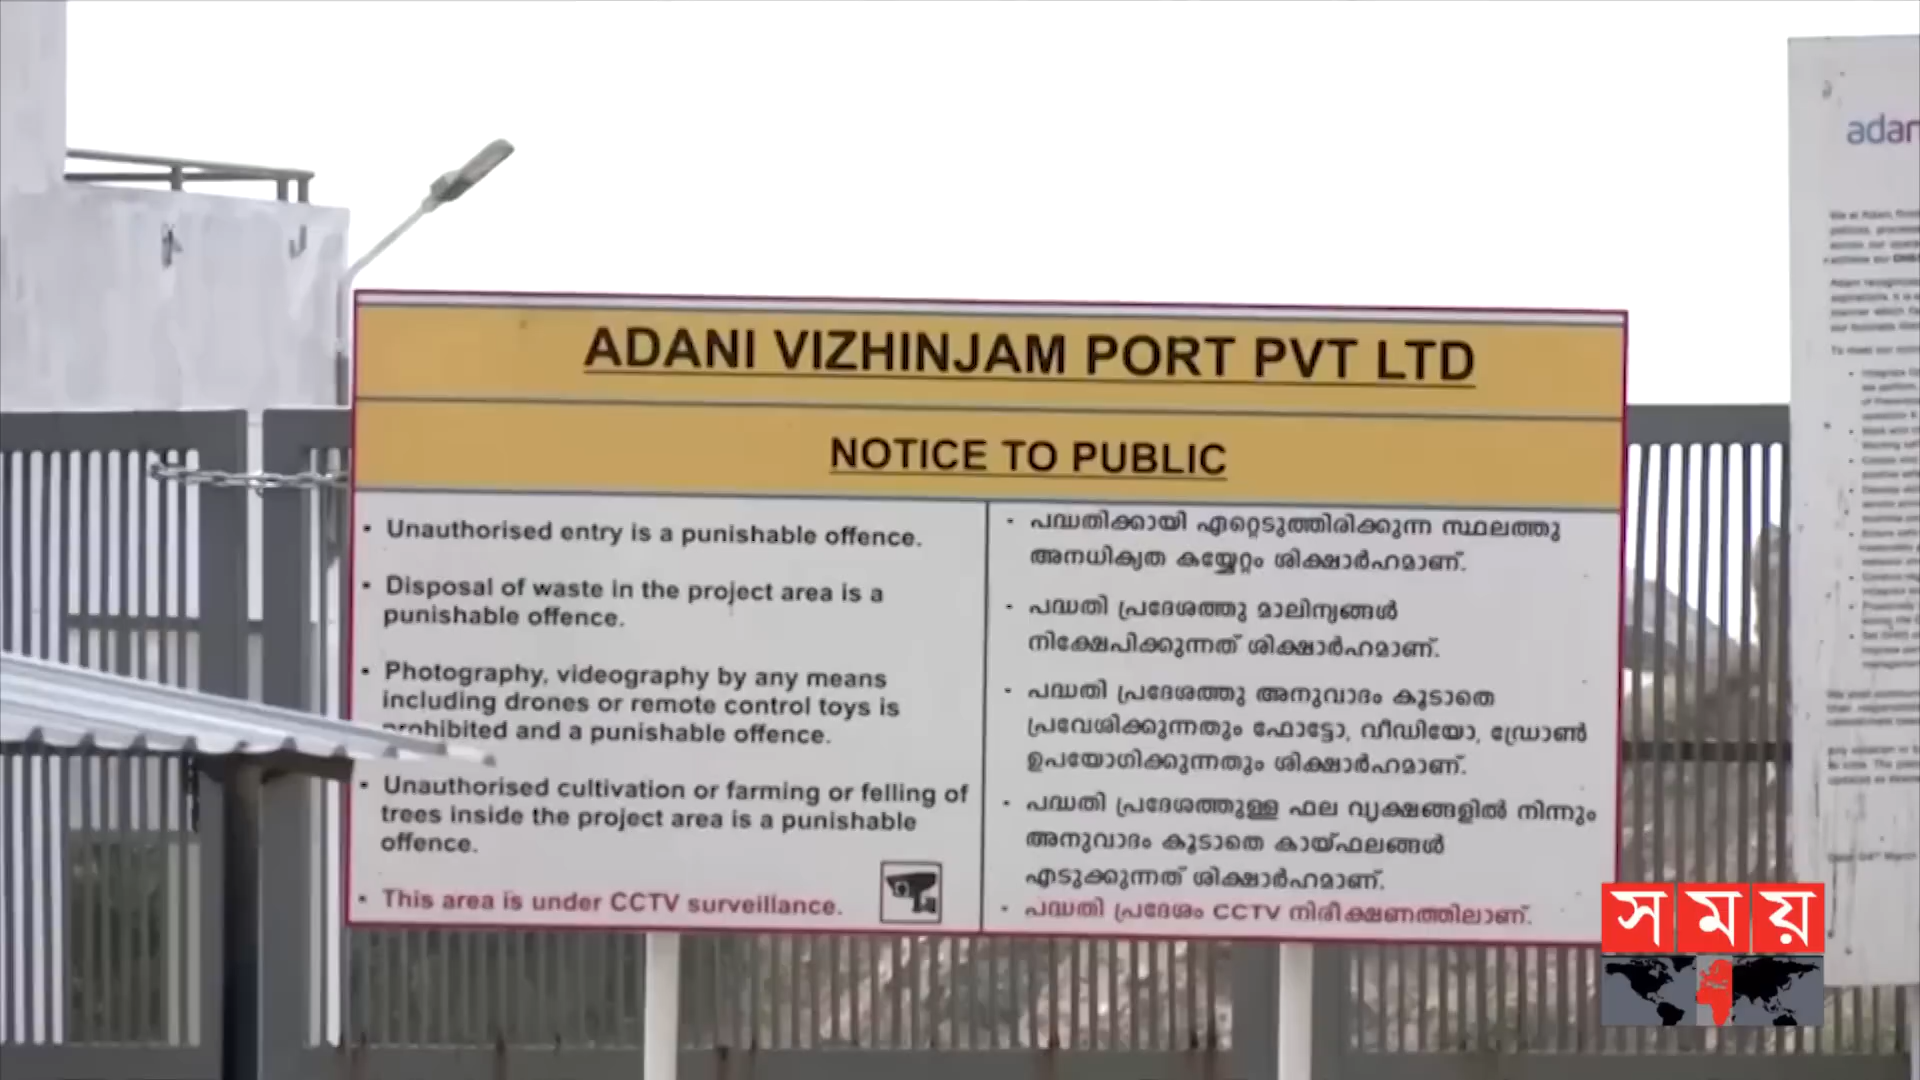 ADANI VIZHINJAM PORT PVT LTD
NOTICE TO PUBLIC
• Unauthorised entry is a punishable offence.
• Disposal of waste in the project area is a
punishable offence.
• Photography, videography by any means
including drones or remote control toys is
prohibited and a punishable offence.
• Unauthorised cultivation or farming or felling of
trees inside the project area is a punishable
offence.
• This area is under CCTV surveillance.
• പദ്ധതിക്കായി ഏറ്റെടുത്തിരിക്കുന്ന സ്ഥലത്തു
അനധികൃത കയ്യേറ്റം ശിക്ഷാർഹമാണ്.
• പദ്ധതി പ്രദേശത്തു മാലിന്യങ്ങൾ
നിക്ഷേപിക്കുന്നത് ശിക്ഷാർഹമാണ്.
• പദ്ധതി പ്രദേശത്തു അനുവാദം കൂടാതെ
പ്രവേശിക്കുന്നതും ഫോട്ടോ, വീഡിയോ, ഡ്രോൺ
ഉപയോഗിക്കുന്നതും ശിക്ഷാർഹമാണ്.
• പദ്ധതി പ്രദേശത്തുള്ള ഫല വൃക്ഷങ്ങളിൽ നിന്നും
അനുവാദം കൂടാതെ കായ്ഫലങ്ങൾ
എടുക്കുന്നത് ശിക്ഷാർഹമാണ്.
• പദ്ധതി പ്രദേശം CCTV നിരീക്ഷണത്തിലാണ്.
adan
সময়